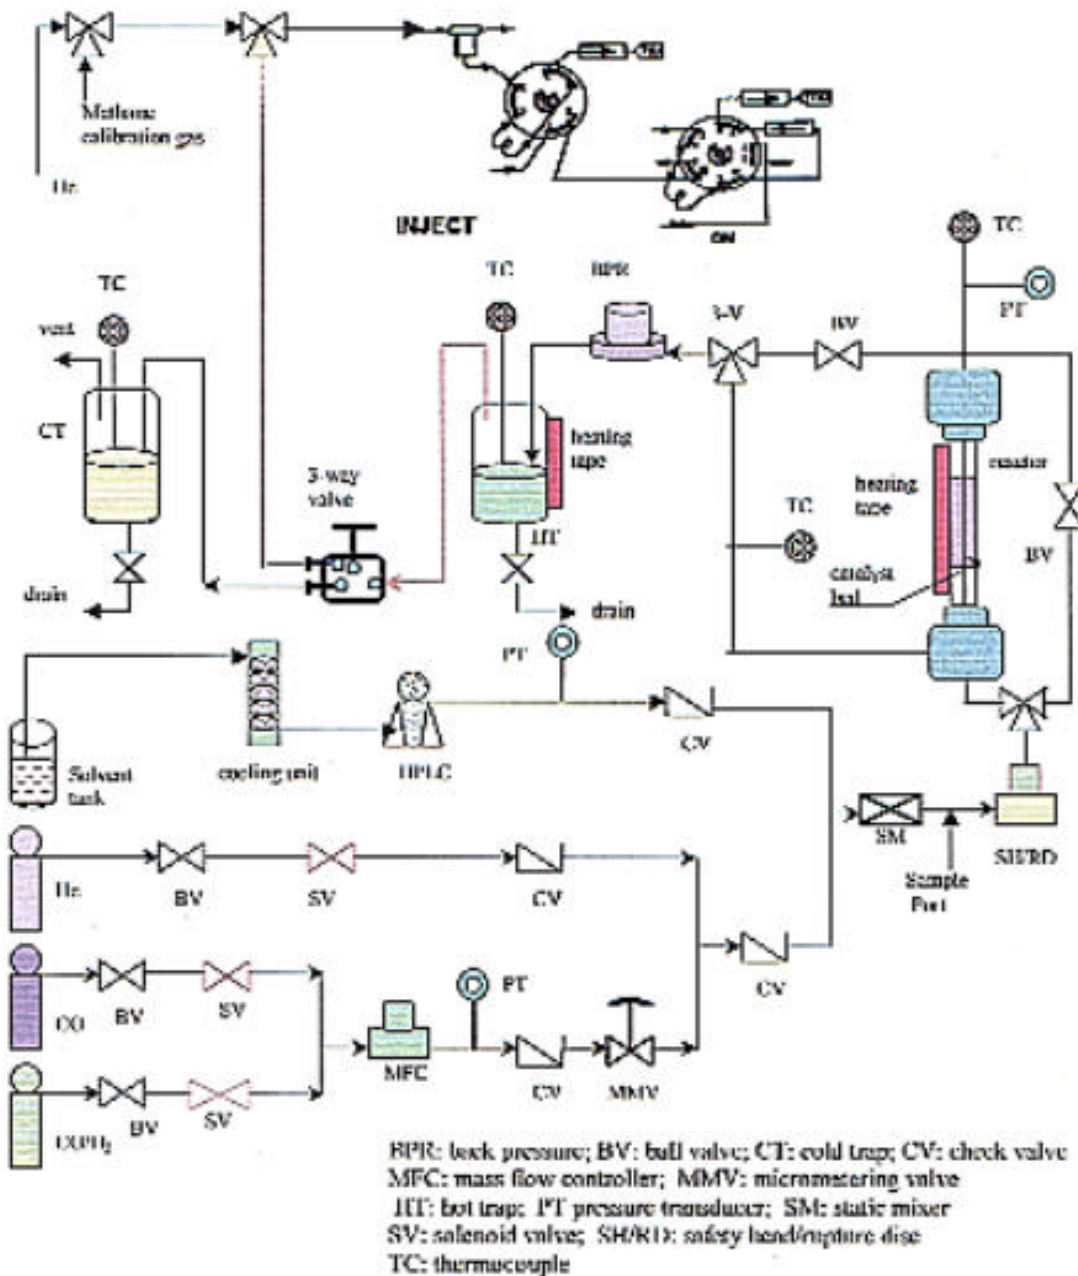 Methane
calibration gas
He
INJECT
ON
TC
TC
BPR
3-V
BV
TC
PT
vent
CT
heating
tape
reactor
3-way
valve
heating
tape
TC
HT
BV
catalyst
drain
drain
PT
CV
Solvent
tank
cooling unit
HPLC
SM
SH/RD
Sample
Port
He
BV
SV
CV
CO
BV
SV
PT
CV
MFC
CV
MMV
CO/H₂
BV
SV
BPR: back pressure; BV: ball valve; CT: cold trap; CV: check valve
MFC: mass flow controller; MMV: micrometering valve
HT: hot trap; PT pressure transducer; SM: static mixer
SV: solenoid valve; SH/RD: safety head/rupture disc
TC: thermocouple